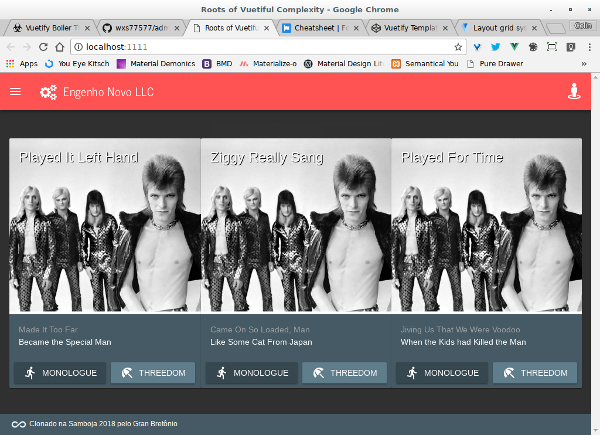 Roots of Vuetiful Complexity - Google Chrome
Vuetify Boiler T
wxs77577/adm
Roots of Vuetifu
Cheatsheet | Fo
Vuetify Templat
Layout grid sys
Colin
localhost:1111
Apps
You Eye Kitsch
Material Demonics
BMD
Materialize-o
Material Design Lit
Semantical You
Pure Drawer
Engenho Novo LLC
Played It Left Hand
Ziggy Really Sang
Played For Time
Made It Too Far
Became the Special Man
Came On So Loaded, Man
Like Some Cat From Japan
Jiving Us That We Were Voodoo
When the Kids had Killed the Man
MONOLOGUE
THREEDOM
MONOLOGUE
THREEDOM
MONOLOGUE
THREEDOM
Clonado na Samboja 2018 pelo Gran Bretônio